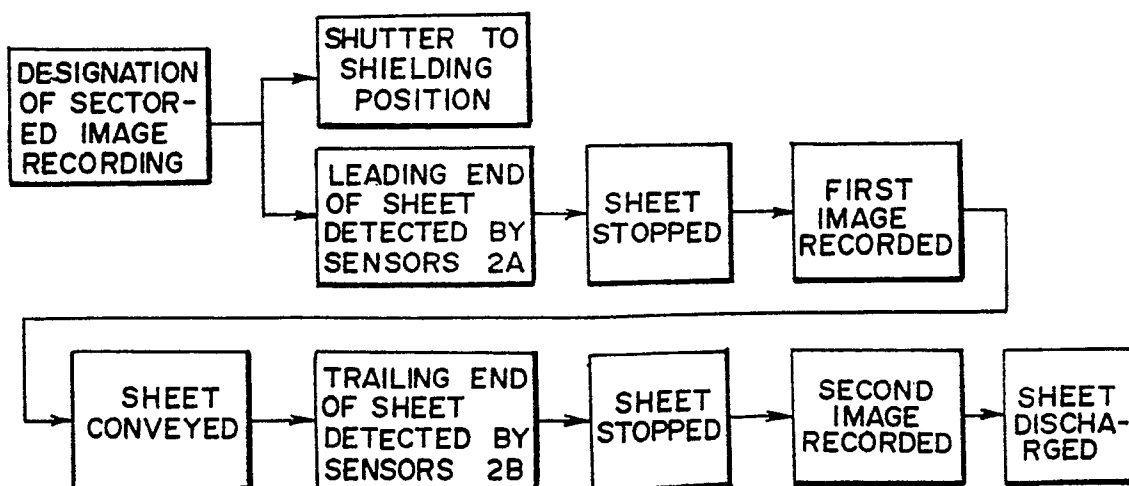 DESIGNATION
OF SECTOR-
ED IMAGE
RECORDING
SHUTTER TO
SHIELDING
POSITION
LEADING END
OF SHEET
DETECTED BY
SENSORS 2A
SHEET
STOPPED
FIRST
IMAGE
RECORDED
SHEET
CONVEYED
TRAILING END
OF SHEET
DETECTED BY
SENSORS 2B
SHEET
STOPPED
SECOND
IMAGE
RECORDED
SHEET
DISCHA-
RGED